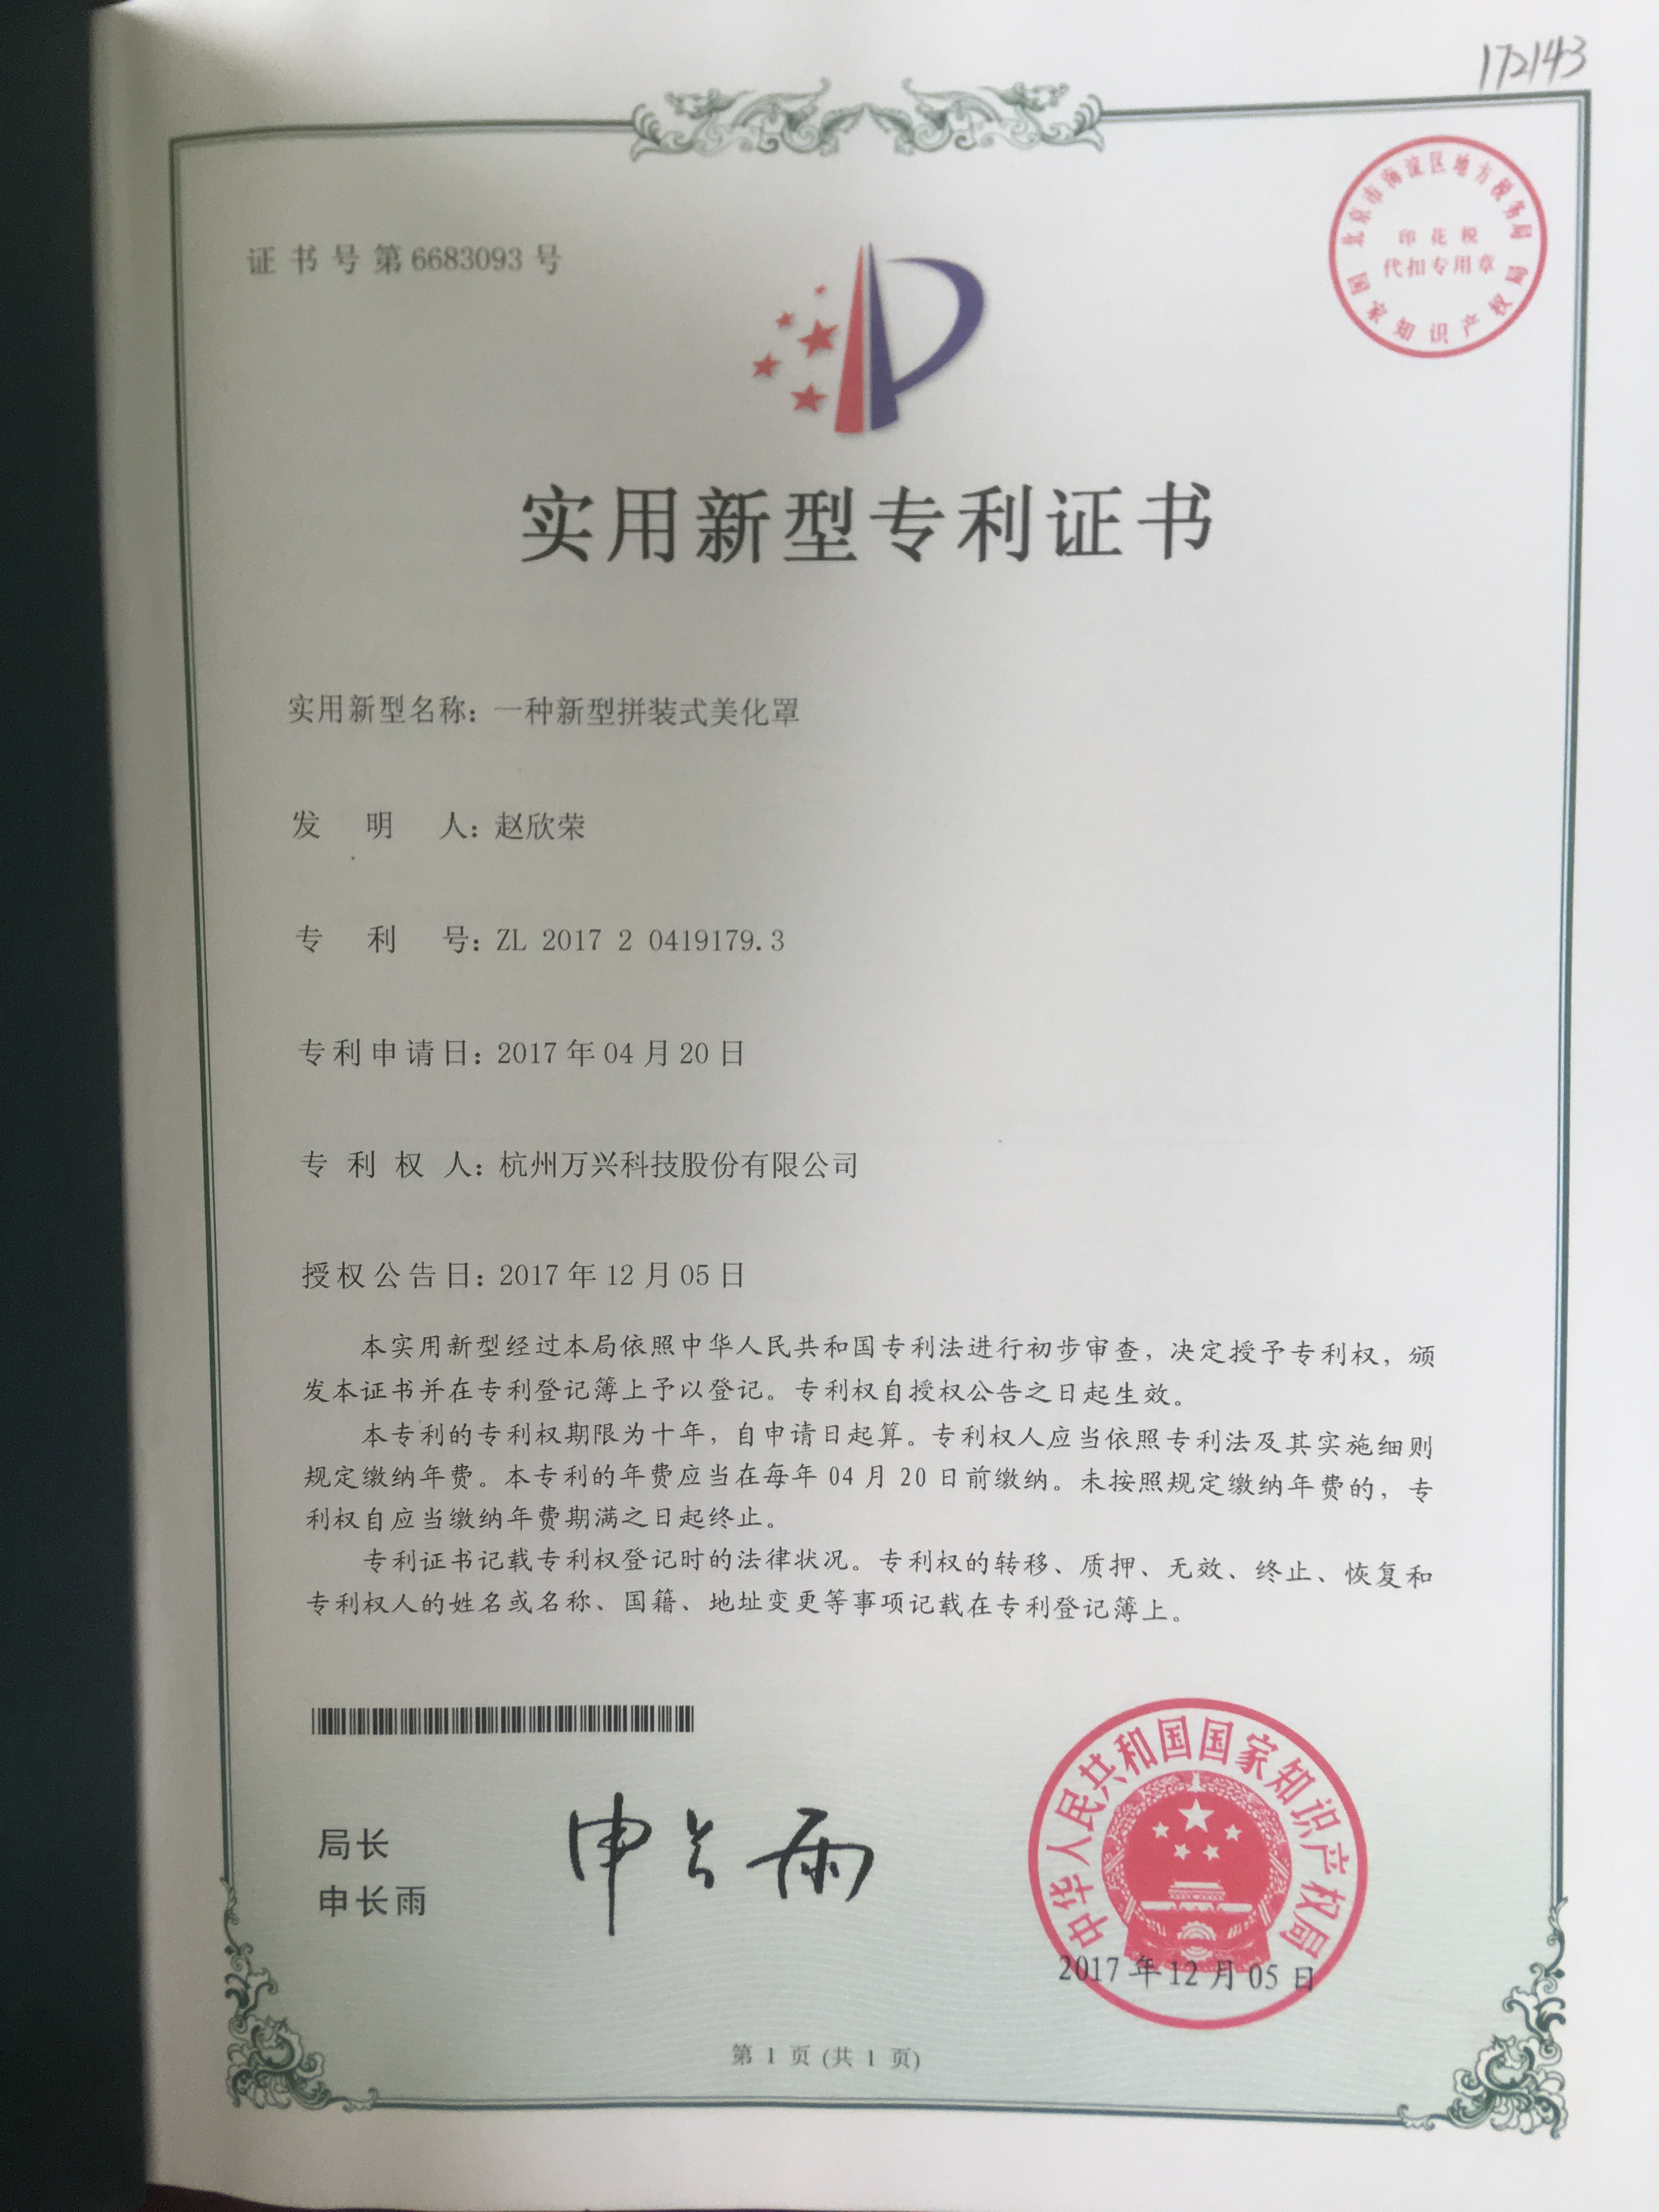 172143
北京市海淀区地方税务局
印花税
代扣专用章
国家知识产权局
证书号第6683093号
实用新型专利证书
实用新型名称：一种新型拼装式美化罩
发明人：赵欣荣
专利号：ZL 2017 2 0419179.3
专利申请日：2017年04月20日
专利权人：杭州万兴科技股份有限公司
授权公告日：2017年12月05日
本实用新型经过本局依照中华人民共和国专利法进行初步审查，决定授予专利权，颁
发本证书并在专利登记簿上予以登记。专利权自授权公告之日起生效。
本专利的专利权期限为十年，自申请日起算。专利权人应当依照专利法及其实施细则
规定缴纳年费。本专利的年费应当在每年04月20日前缴纳。未按照规定缴纳年费的，专
利权自应当缴纳年费期满之日起终止。
专利证书记载专利权登记时的法律状况。专利权的转移、质押、无效、终止、恢复和
专利权人的姓名或名称、国籍、地址变更等事项记载在专利登记簿上。
局长
申长雨
申长雨
中华人民共和国国家知识产权局
2017年12月05日
第1页(共1页)